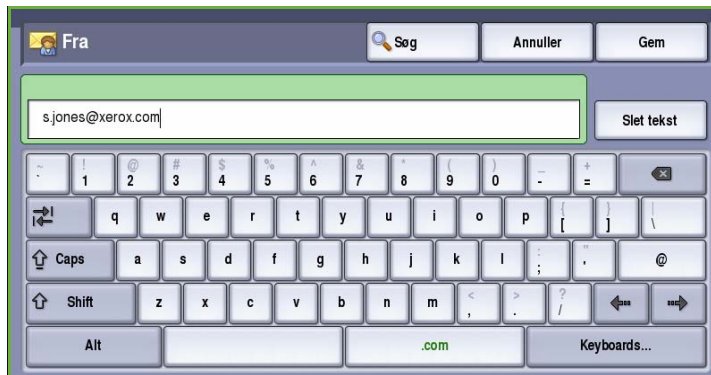 Fra Søg Annuller Gem
s.jones@xerox.com Slet tekst
~ ! @ # $ % ^ & * ( ) _ +
` 1 2 3 4 5 6 7 8 9 0 - =
q w e r t y u i o p { [ } ] | \
Caps a s d f g h j k l : ; " ' @
Shift z x c v b n m < , > . ? /
Alt .com Keyboards...